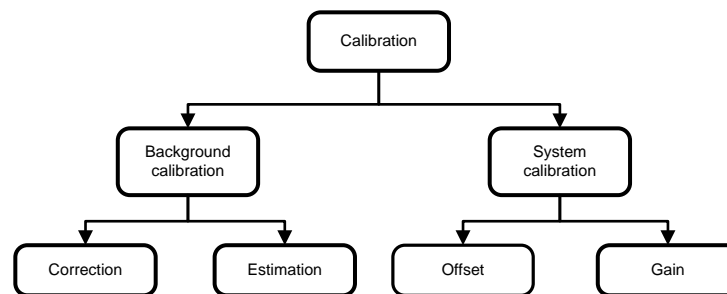 Calibration
Background
calibration
System
calibration
Correction
Estimation
Offset
Gain